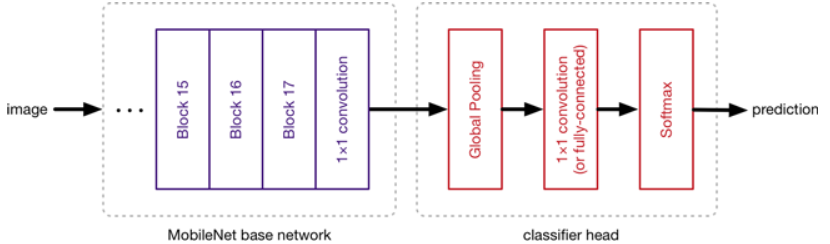 image
...
Block 15
Block 16
Block 17
1×1 convolution
Global Pooling
1×1 convolution
(or fully-connected)
Softmax
prediction
MobileNet base network
classifier head